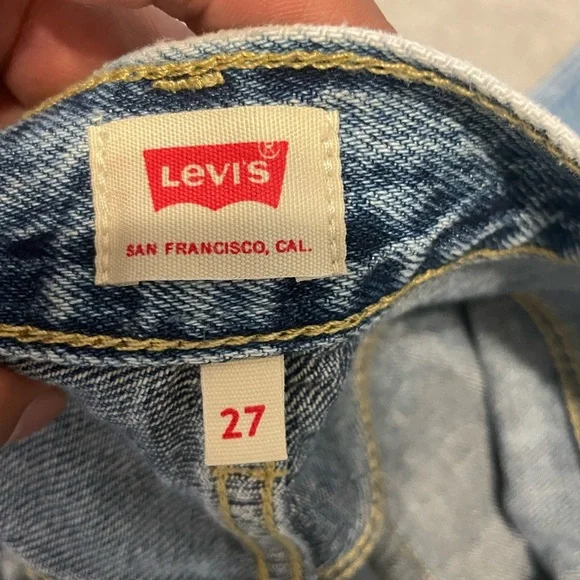 Levi's®
SAN FRANCISCO, CAL.
27